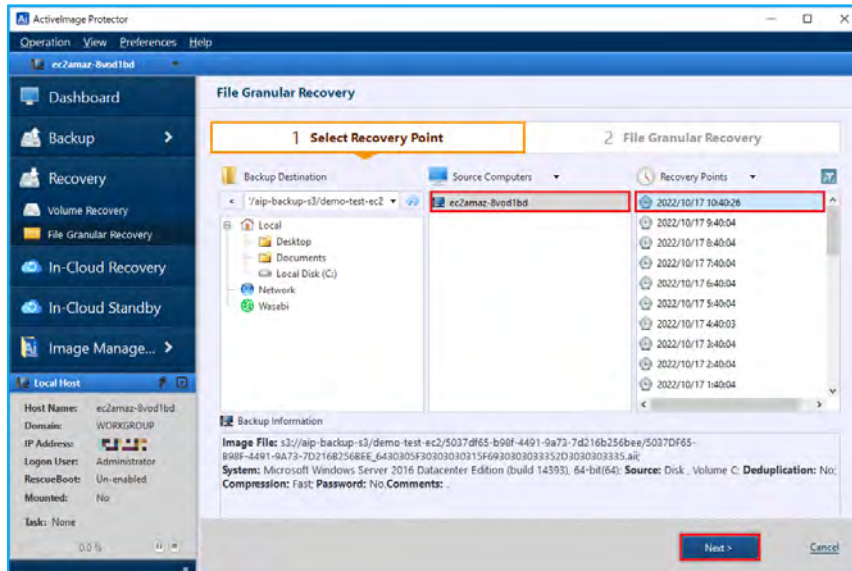 ActiveImage Protector
Operation View Preferences Help
ec2amaz-8vod1bd
Dashboard
Backup
Recovery
Volume Recovery
File Granular Recovery
In-Cloud Recovery
In-Cloud Standby
Image Manage...
Local Host
Host Name: ec2amaz-8vod1bd
Domain: WORKGROUP
IP Address:
Logon User: Administrator
RescueBoot: Un-enabled
Mounted: No
Task: None
0.0 %
File Granular Recovery
1 Select Recovery Point
2 File Granular Recovery
Backup Destination
'/aip-backup-s3/demo-test-ec2
Local
Desktop
Documents
Local Disk (C:)
Network
Wasabi
Source Computers
ec2amaz-8vod1bd
Recovery Points
2022/10/17 10:40:26
2022/10/17 9:40:04
2022/10/17 8:40:04
2022/10/17 7:40:04
2022/10/17 6:40:04
2022/10/17 5:40:04
2022/10/17 4:40:03
2022/10/17 3:40:04
2022/10/17 2:40:04
2022/10/17 1:40:04
Backup Information
Image File: s3://aip-backup-s3/demo-test-ec2/5037df65-b98f-4491-9a73-7d216b256bee/5037DF65-
System: Microsoft Windows Server 2016 Datacenter Edition (build 14393), 64-bit(64); Source: Disk , Volume C; Deduplication: No;
Compression: Fast; Password: No.Comments: .
Next >
Cancel